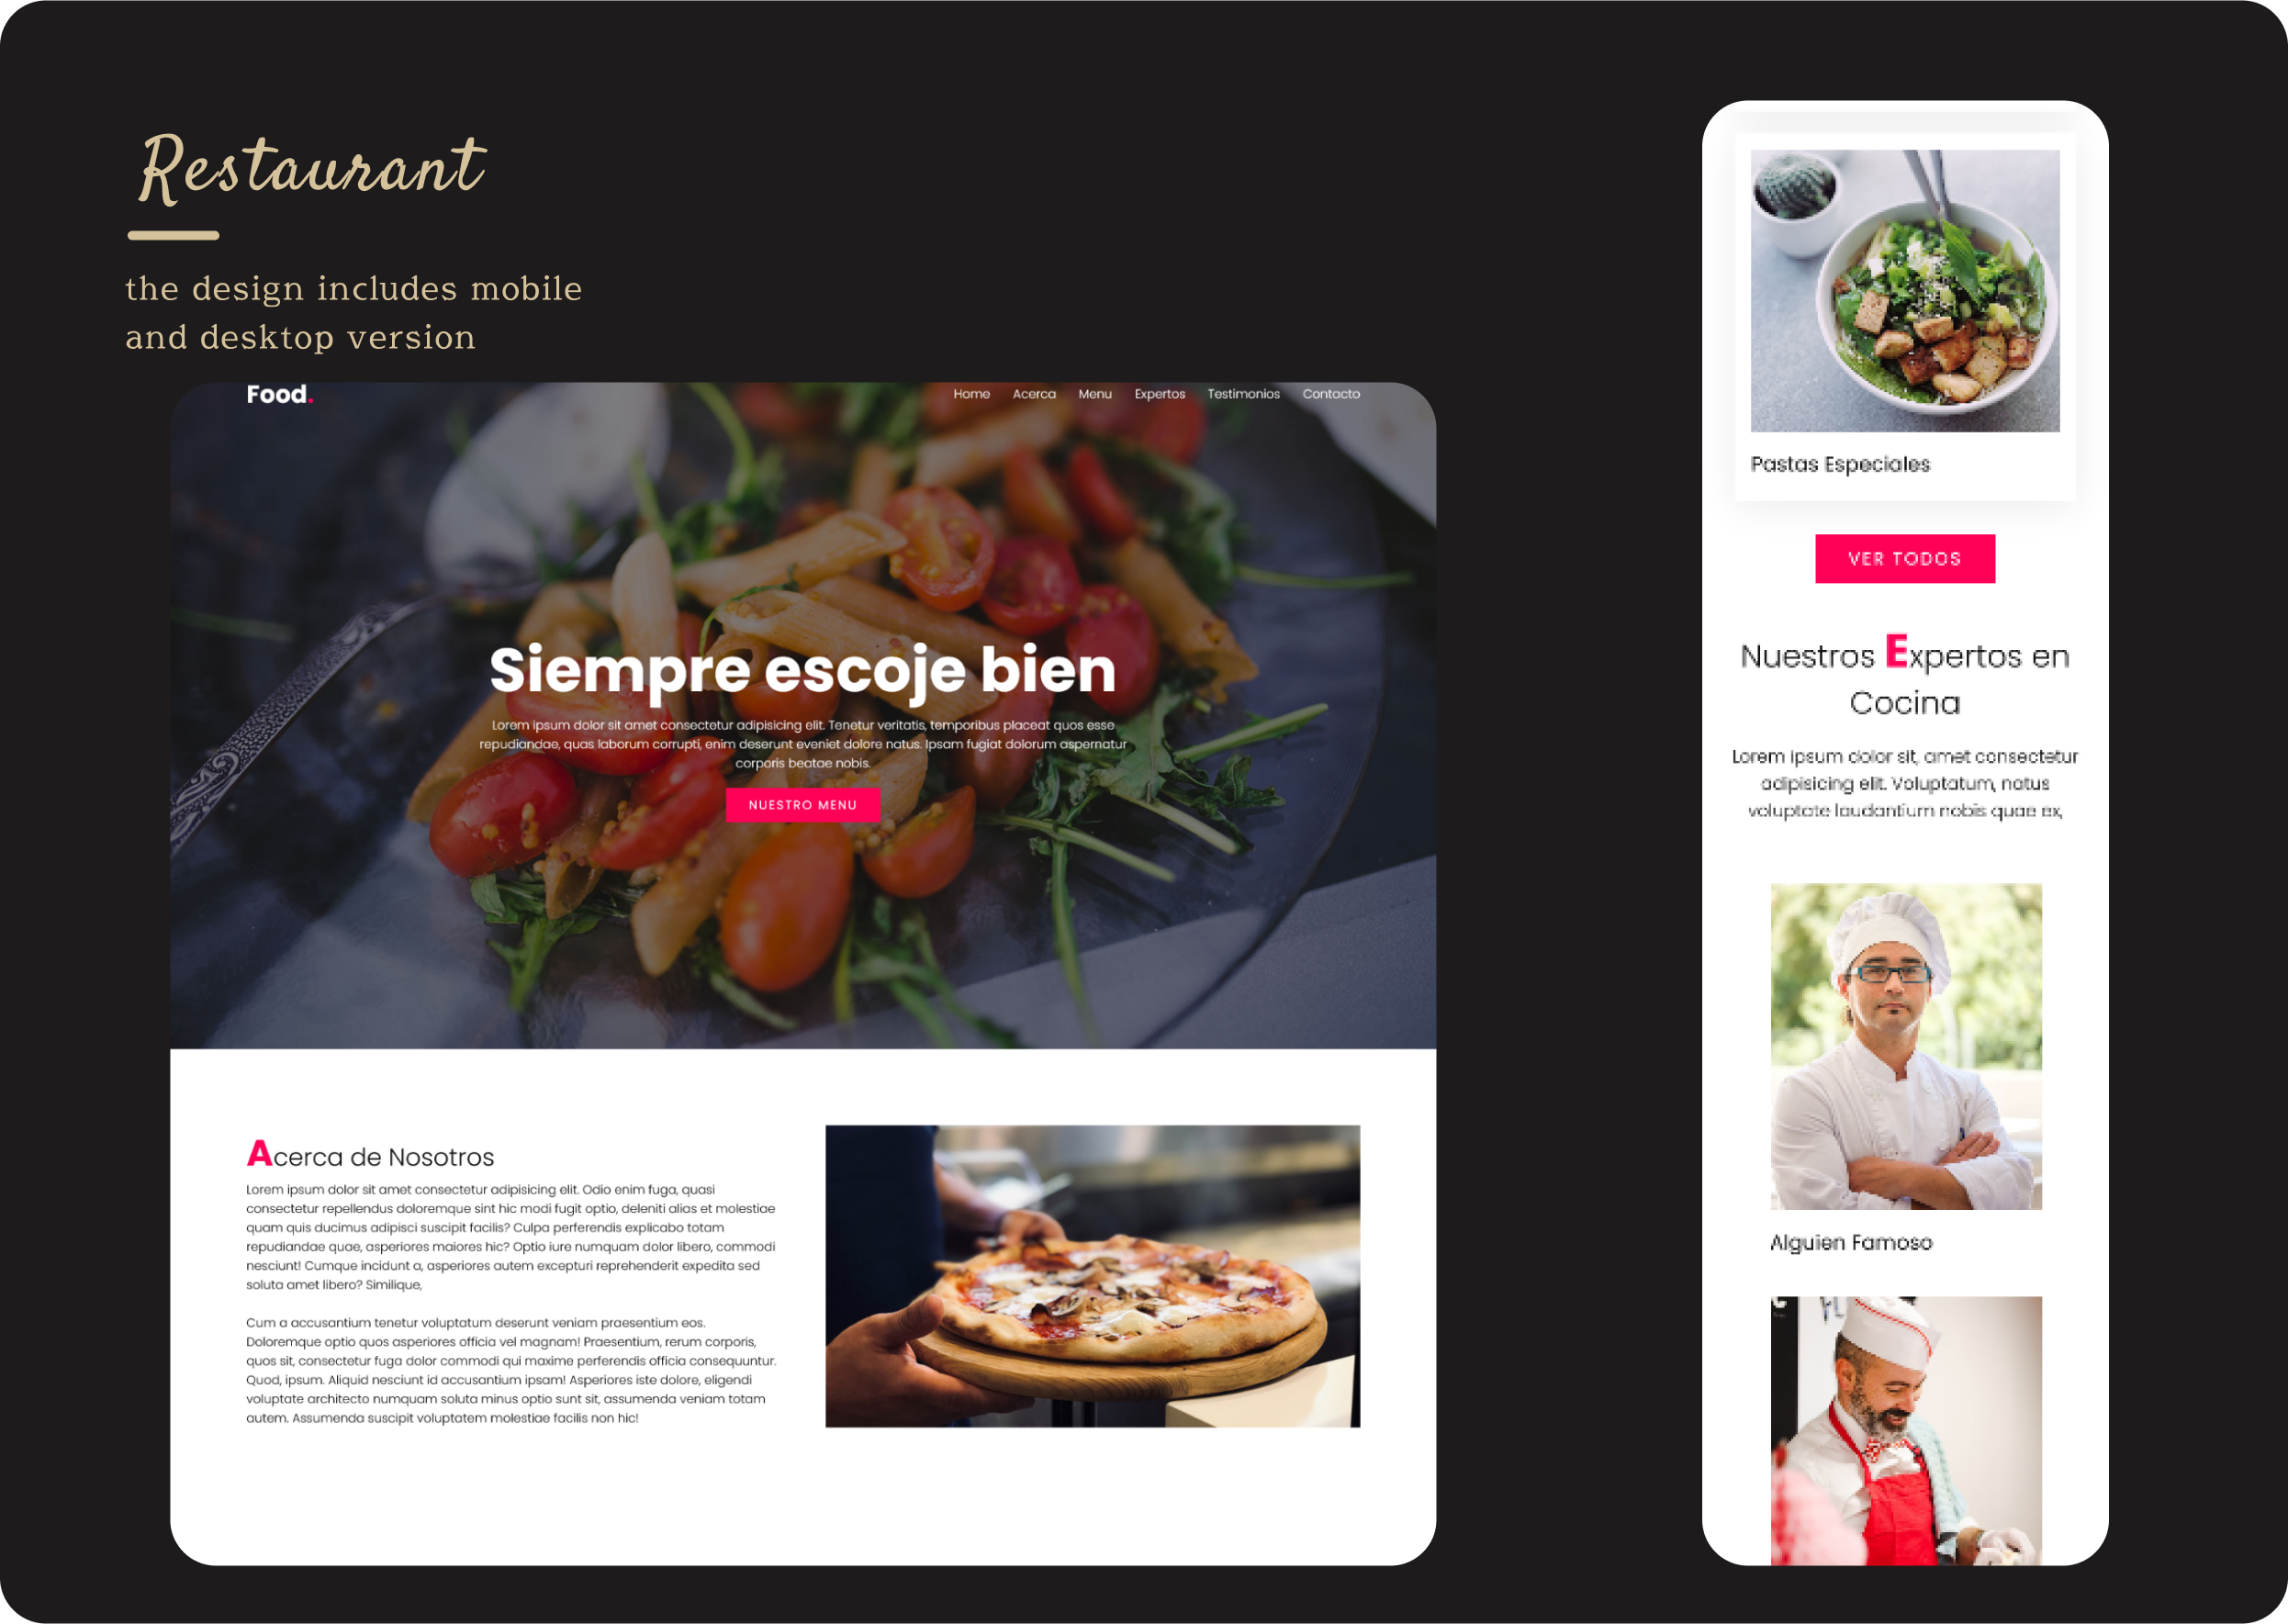 Restaurant
the design includes mobile
and desktop version
Food.
Home Acerca Menu Expertos Testimonios Contacto
Siempre escoje bien
Lorem ipsum dolor sit amet consectetur adipisicing elit. Tenetur veritatis, temporibus placeat quos esse
repudiandae, quas laborum corrupti, enim deserunt eveniet dolore natus. Ipsam fugiat dolorum aspernatur
corporis beatae nobis.
NUESTRO MENU
Acerca de Nosotros
Lorem ipsum dolor sit amet consectetur adipisicing elit. Odio enim fuga, quasi
consectetur repellendus doloremque sint hic modi fugit optio, deleniti alias et molestiae
quam quis ducimus adipisci suscipit facilis? Culpa perferendis explicabo totam
repudiandae quae, asperiores maiores hic? Optio iure numquam dolor libero, commodi
nesciunt! Cumque incidunt a, asperiores autem excepturi reprehenderit expedita sed
soluta amet libero? Similique,
Cum a accusantium tenetur voluptatum deserunt veniam praesentium eos.
Doloremque optio quos asperiores officia vel magnam! Praesentium, rerum corporis,
quos sit, consectetur fuga dolor commodi qui maxime perferendis officia consequuntur.
Quod, ipsum. Aliquid nesciunt id accusantium ipsam! Asperiores iste dolore, eligendi
voluptate architecto numquam soluta minus optio sunt sit, assumenda veniam totam
autem. Assumenda suscipit voluptatem molestiae facilis non hic!
Pastas Especiales
VER TODOS
Nuestros Expertos en
Cocina
Lorem ipsum dolor sit, amet consectetur
adipisicing elit. Voluptatum, natus
voluptate laudantium nobis quae ex,
Alguien Famoso